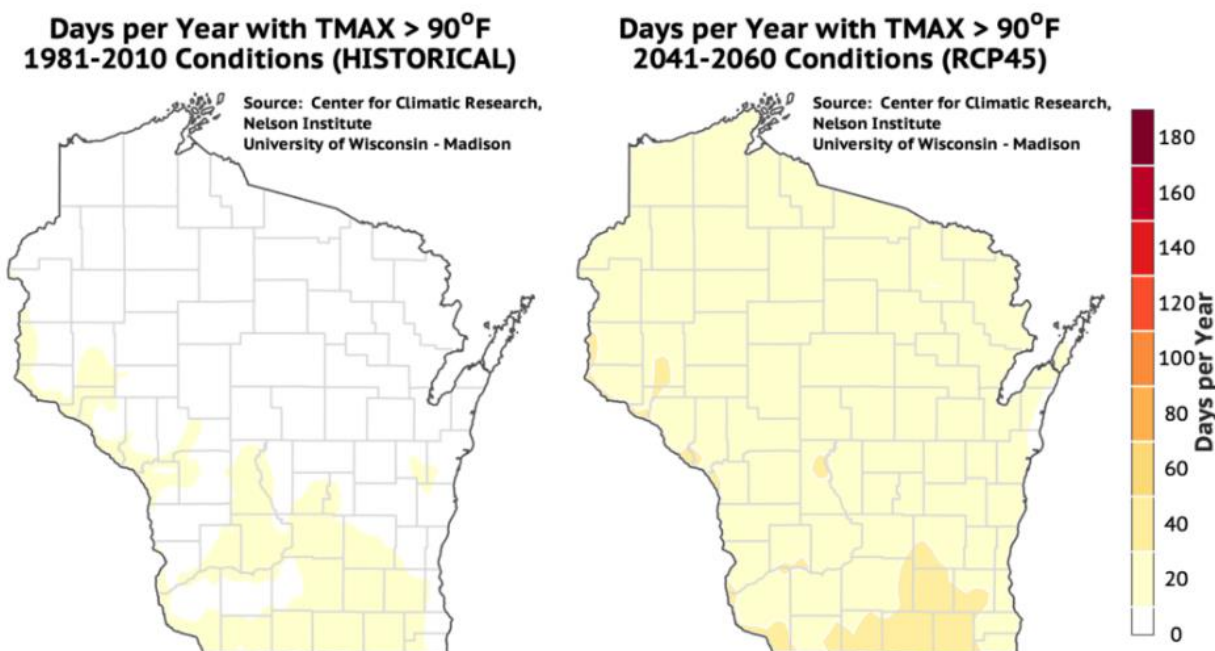 Days per Year with TMAX > 90°F
1981-2010 Conditions (HISTORICAL)
Source: Center for Climatic Research,
Nelson Institute
University of Wisconsin - Madison
Days per Year with TMAX > 90°F
2041-2060 Conditions (RCP45)
Source: Center for Climatic Research,
Nelson Institute
University of Wisconsin - Madison
180
160
140
120
100
80
60
40
20
0
Days per Year